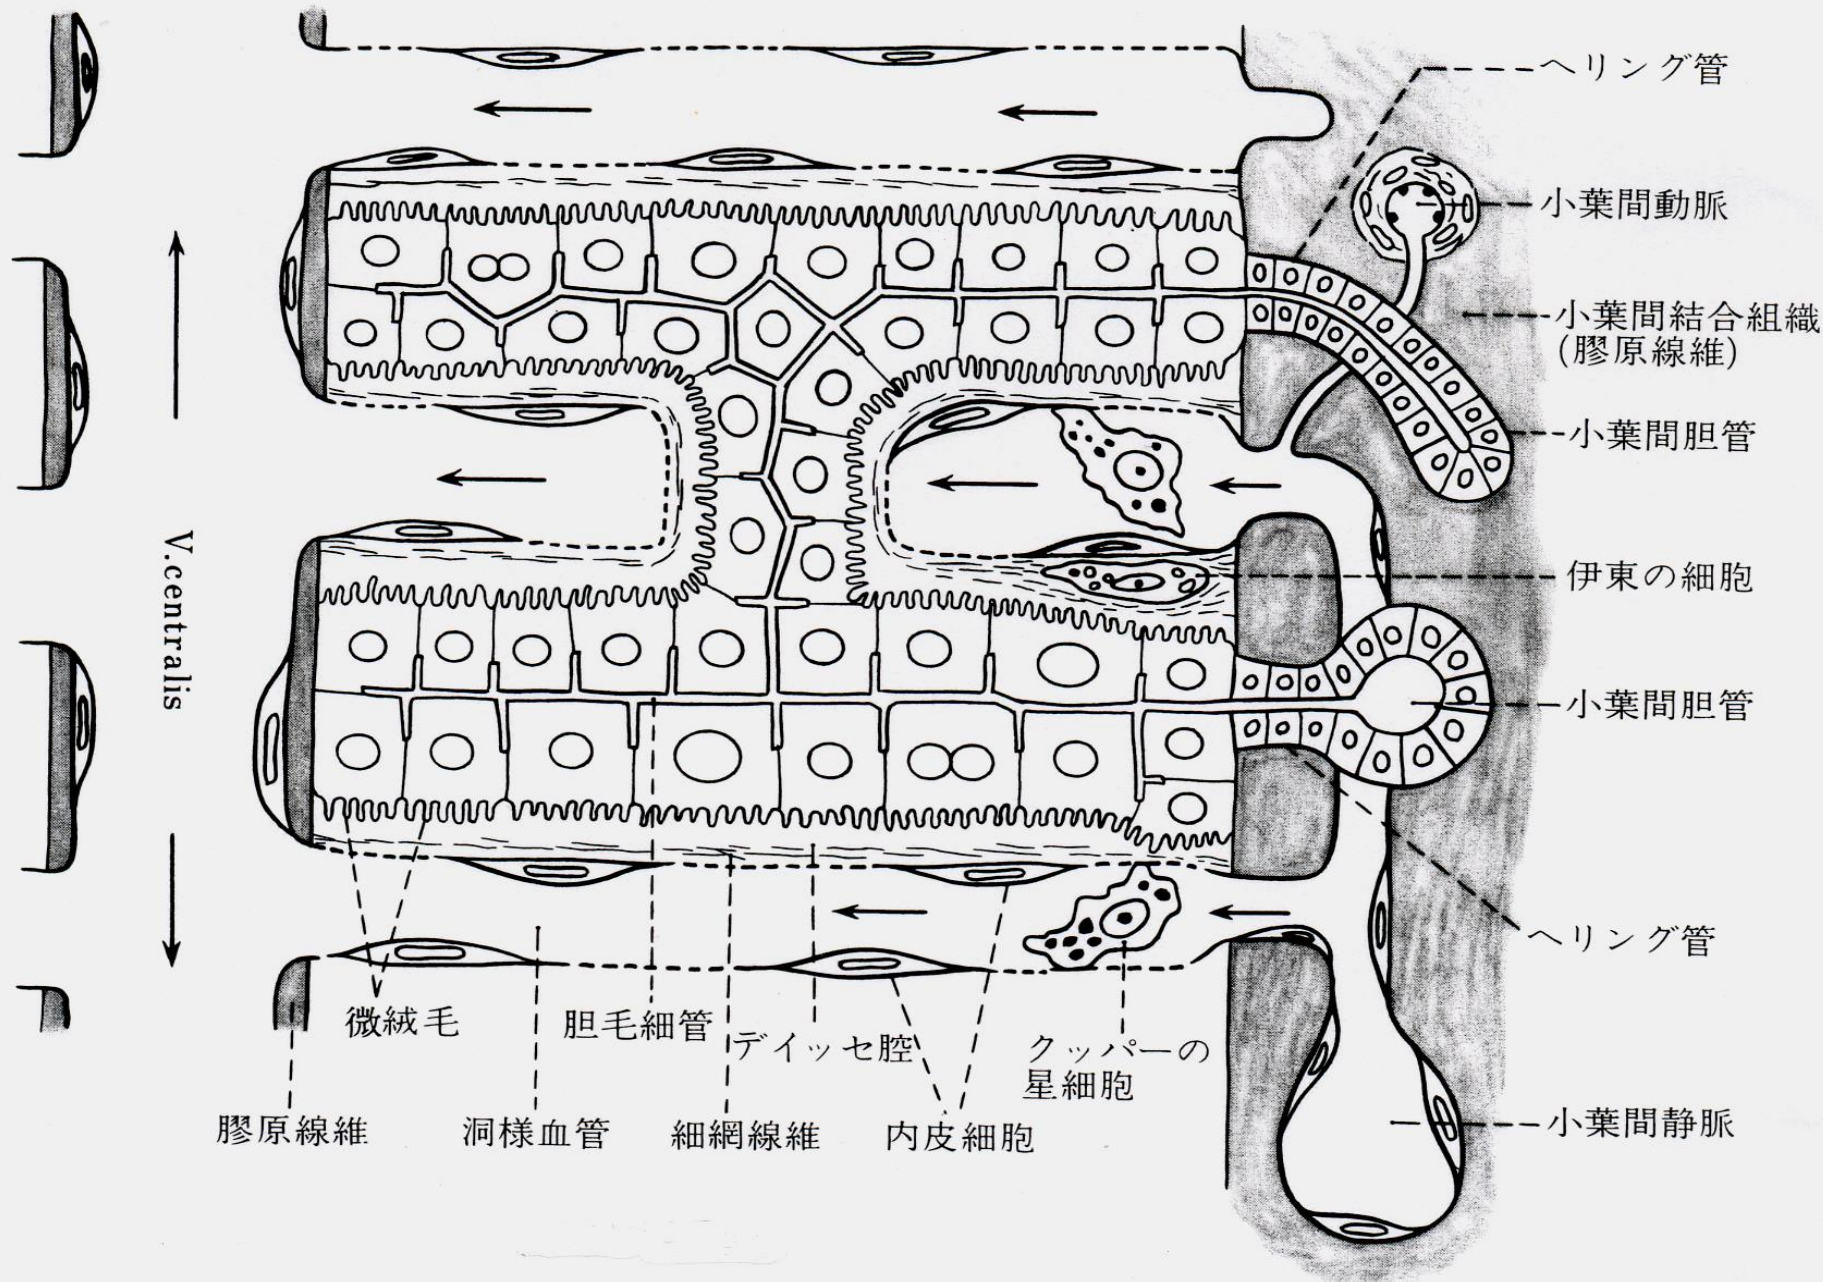 ヘリング管
小葉間動脈
小葉間結合組織
(膠原線維)
小葉間胆管
伊東の細胞
小葉間胆管
ヘリング管
小葉間静脈
V.centralis
微絨毛
胆毛細管
デイッセ腔
クッパーの
星細胞
膠原線維
洞様血管
細網線維
内皮細胞